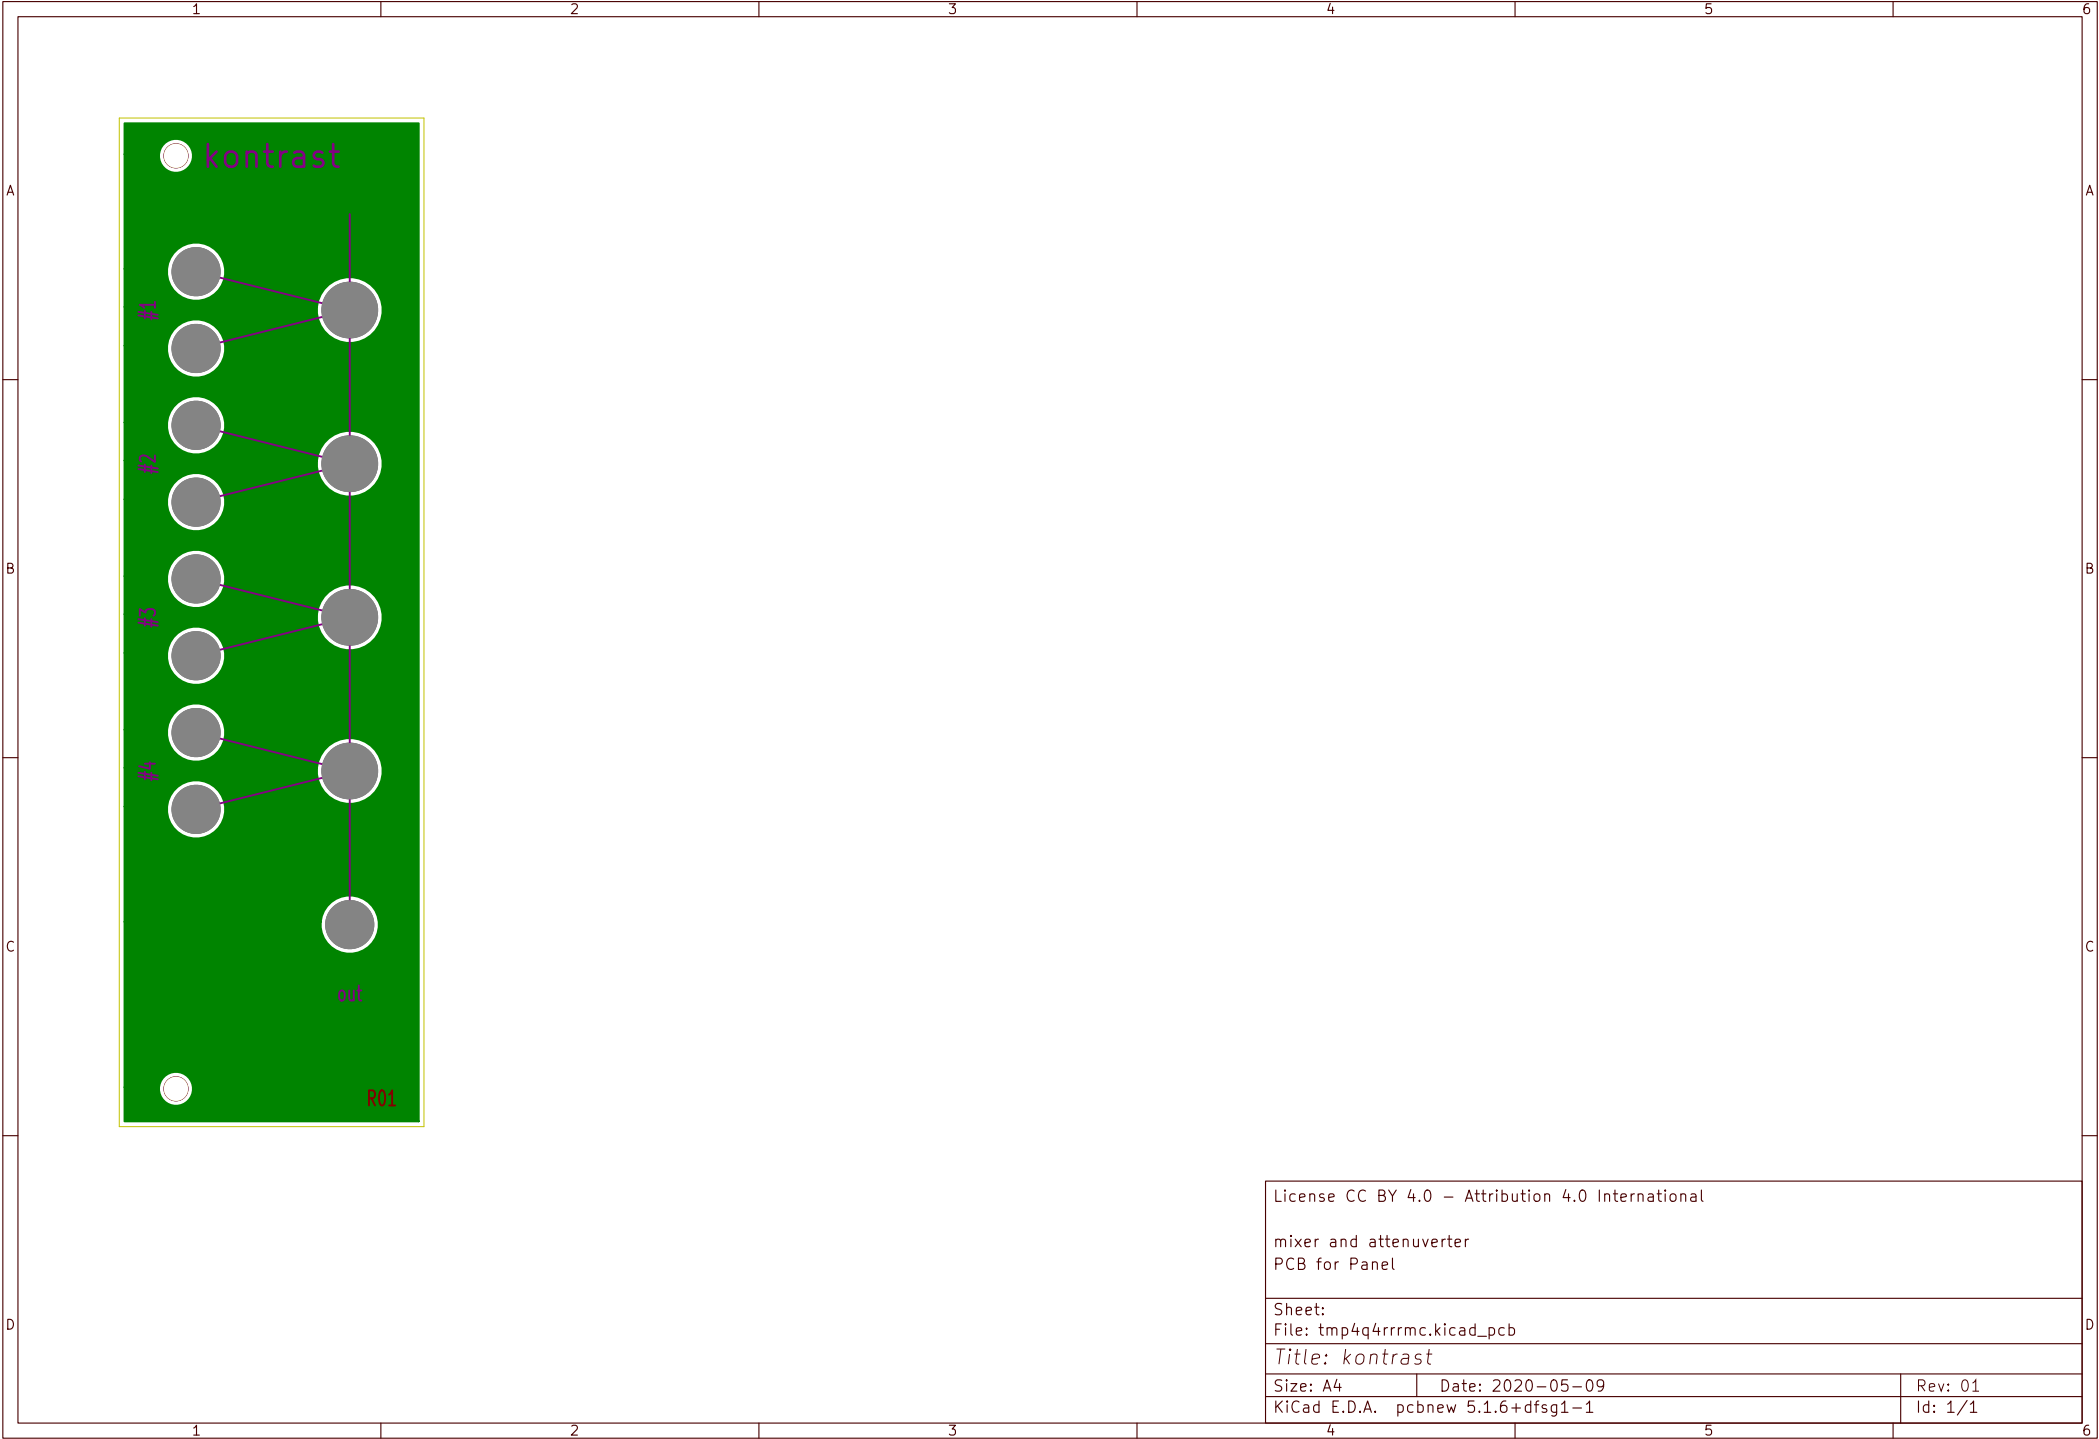 1 2 3 4 5 6
A A
B B
C C
D D
kontrast
#1
#2
#3
#4
out
R01
License CC BY 4.0 – Attribution 4.0 International
mixer and attenuverter
PCB for Panel
Sheet:
File: tmp4q4rrrmc.kicad_pcb
Title: kontrast
Size: A4 Date: 2020-05-09 Rev: 01
KiCad E.D.A. pcbnew 5.1.6+dfsg1-1 Id: 1/1
1 2 3 4 5 6